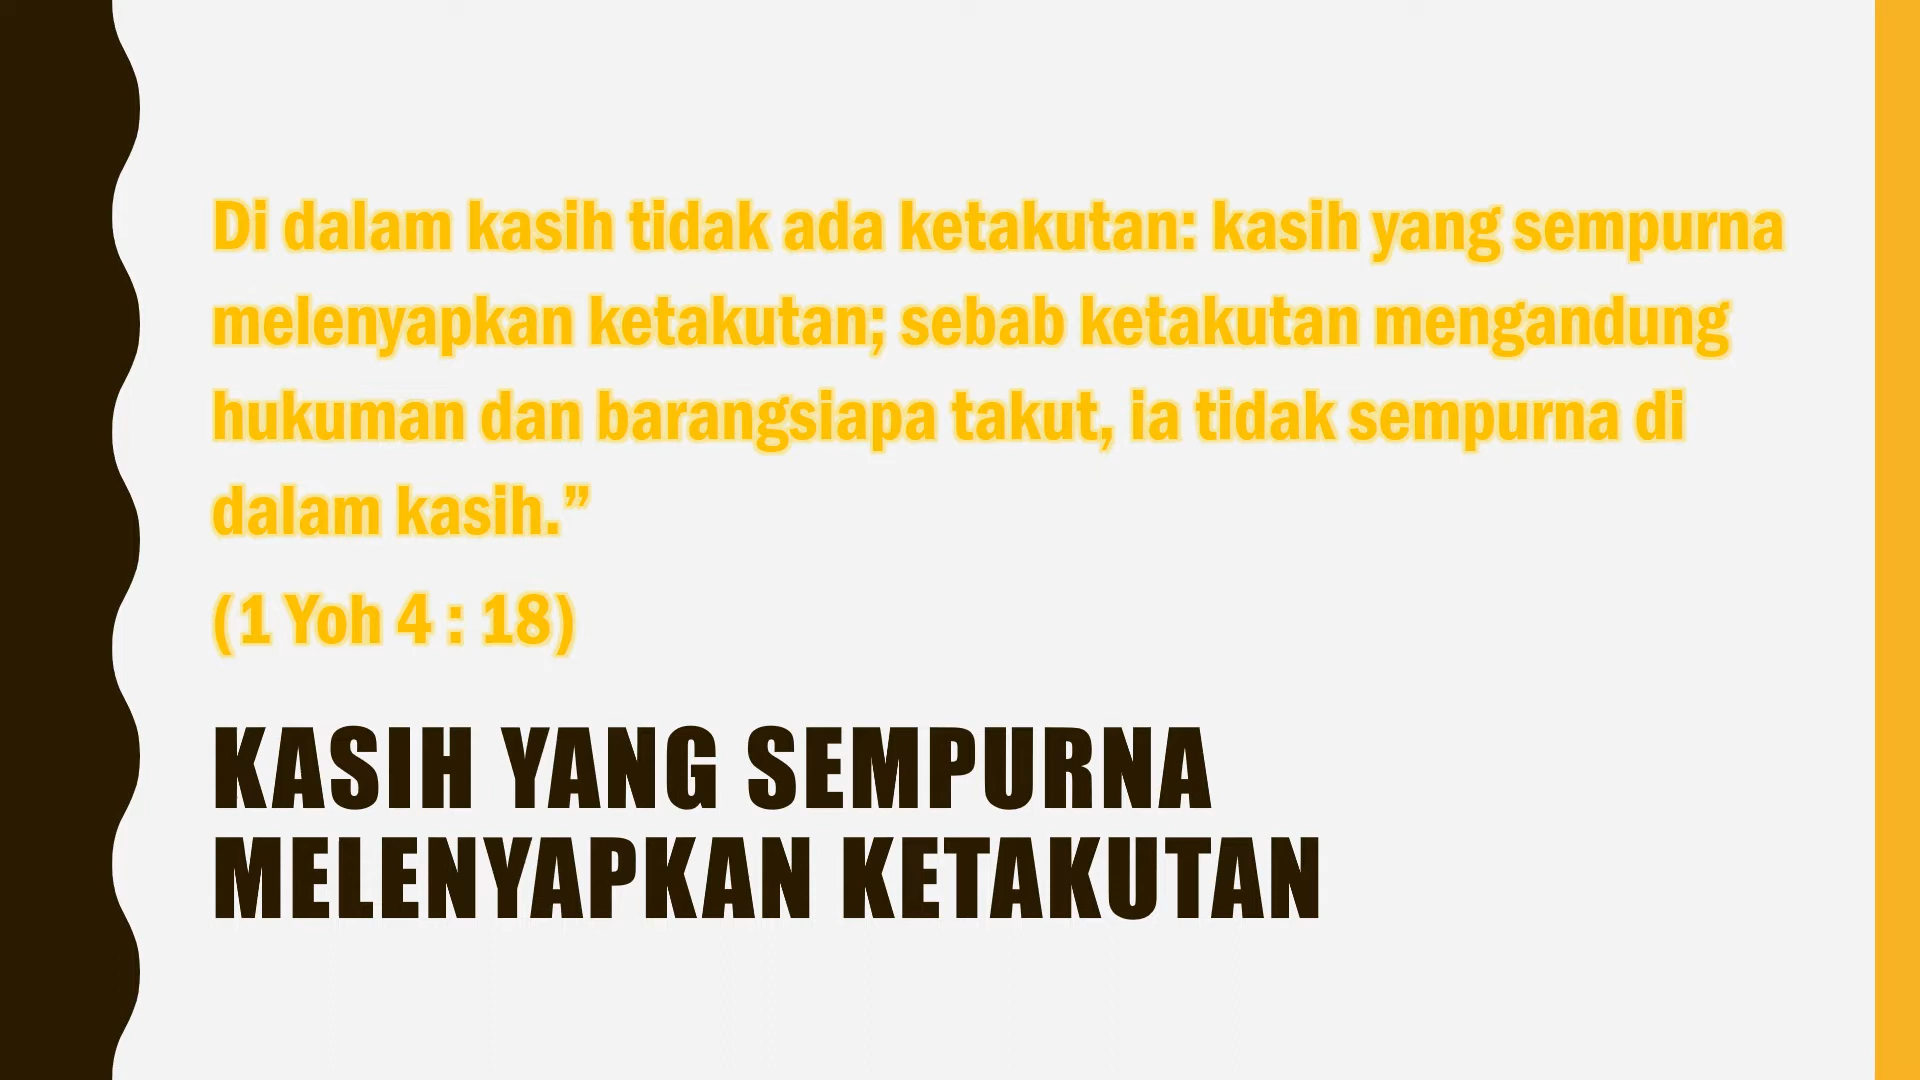 Di dalam kasih tidak ada ketakutan: kasih yang sempurna
melenyapkan ketakutan; sebab ketakutan mengandung
hukuman dan barangsiapa takut, ia tidak sempurna di
dalam kasih.”
(1 Yoh 4 : 18)
KASIH YANG SEMPURNA
MELENYAPKAN KETAKUTAN